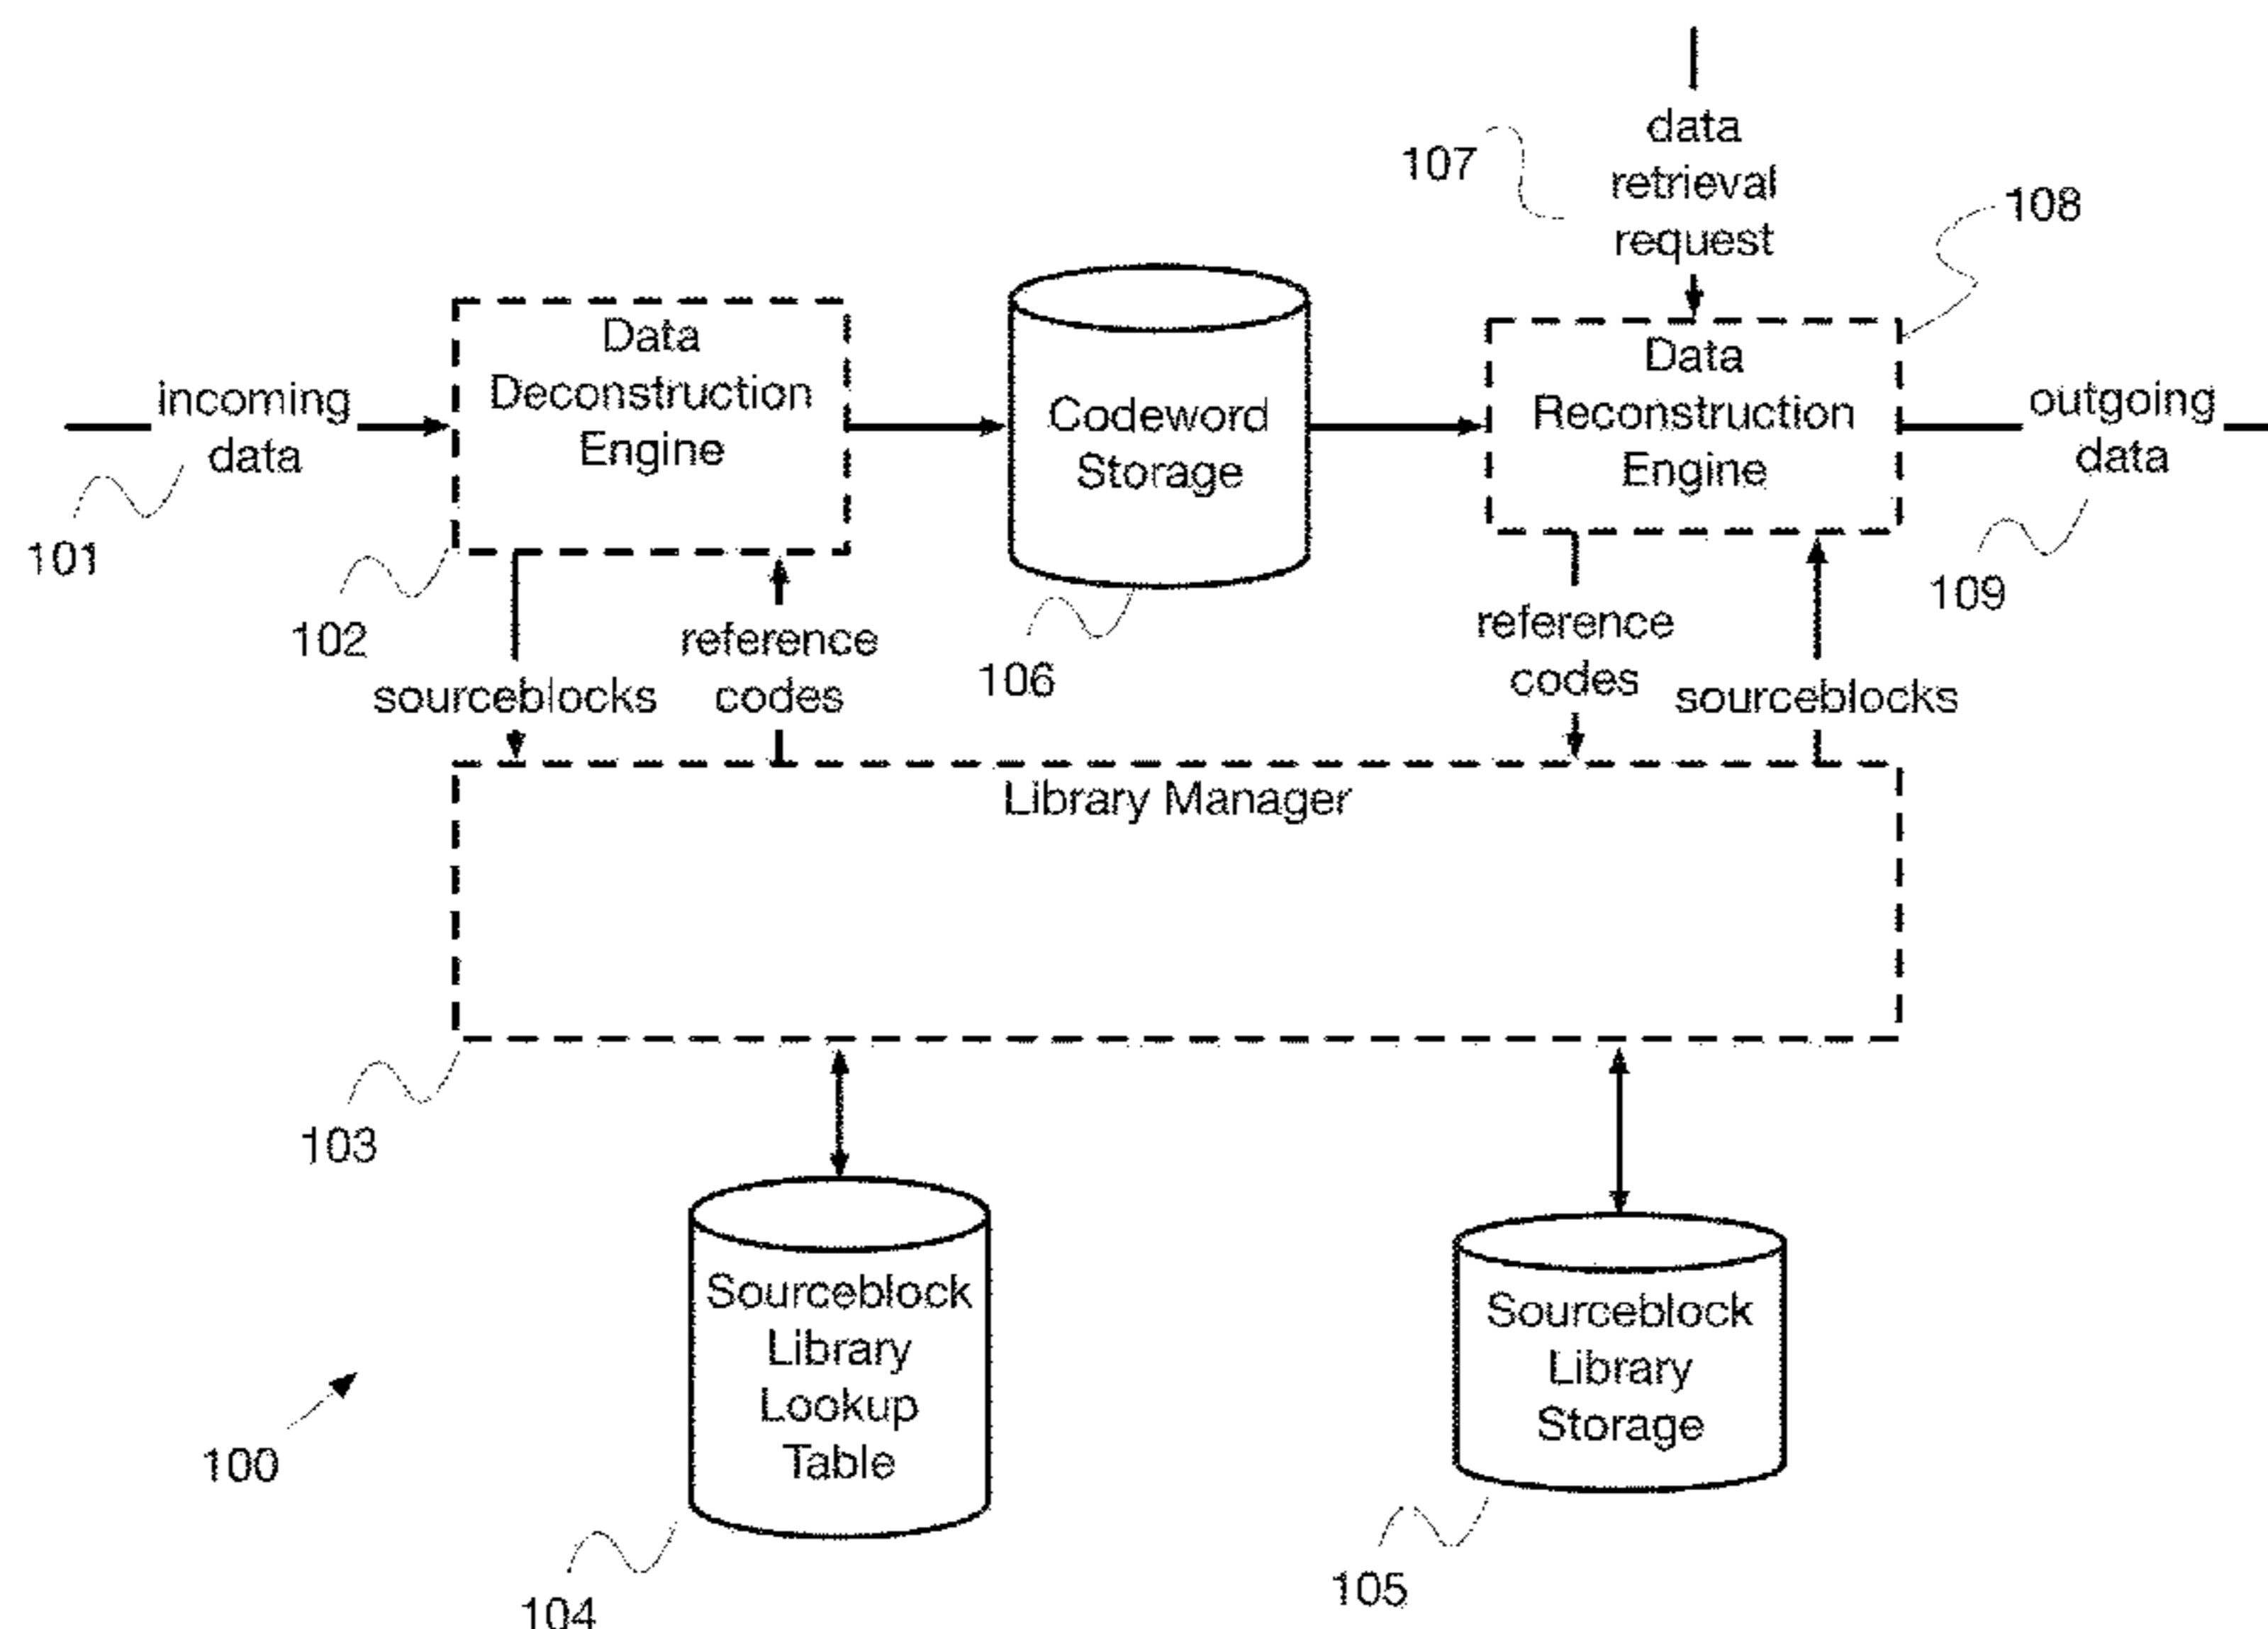 data
retrieval
request
107
108
Data
Deconstruction
Engine
Codeword
Storage
Data
Reconstruction
Engine
incoming
data
outgoing
data
101
102
106
109
sourceblocks
reference
codes
reference
codes
sourceblocks
Library Manager
103
Sourceblock
Library
Lookup
Table
Sourceblock
Library
Storage
100
104
105